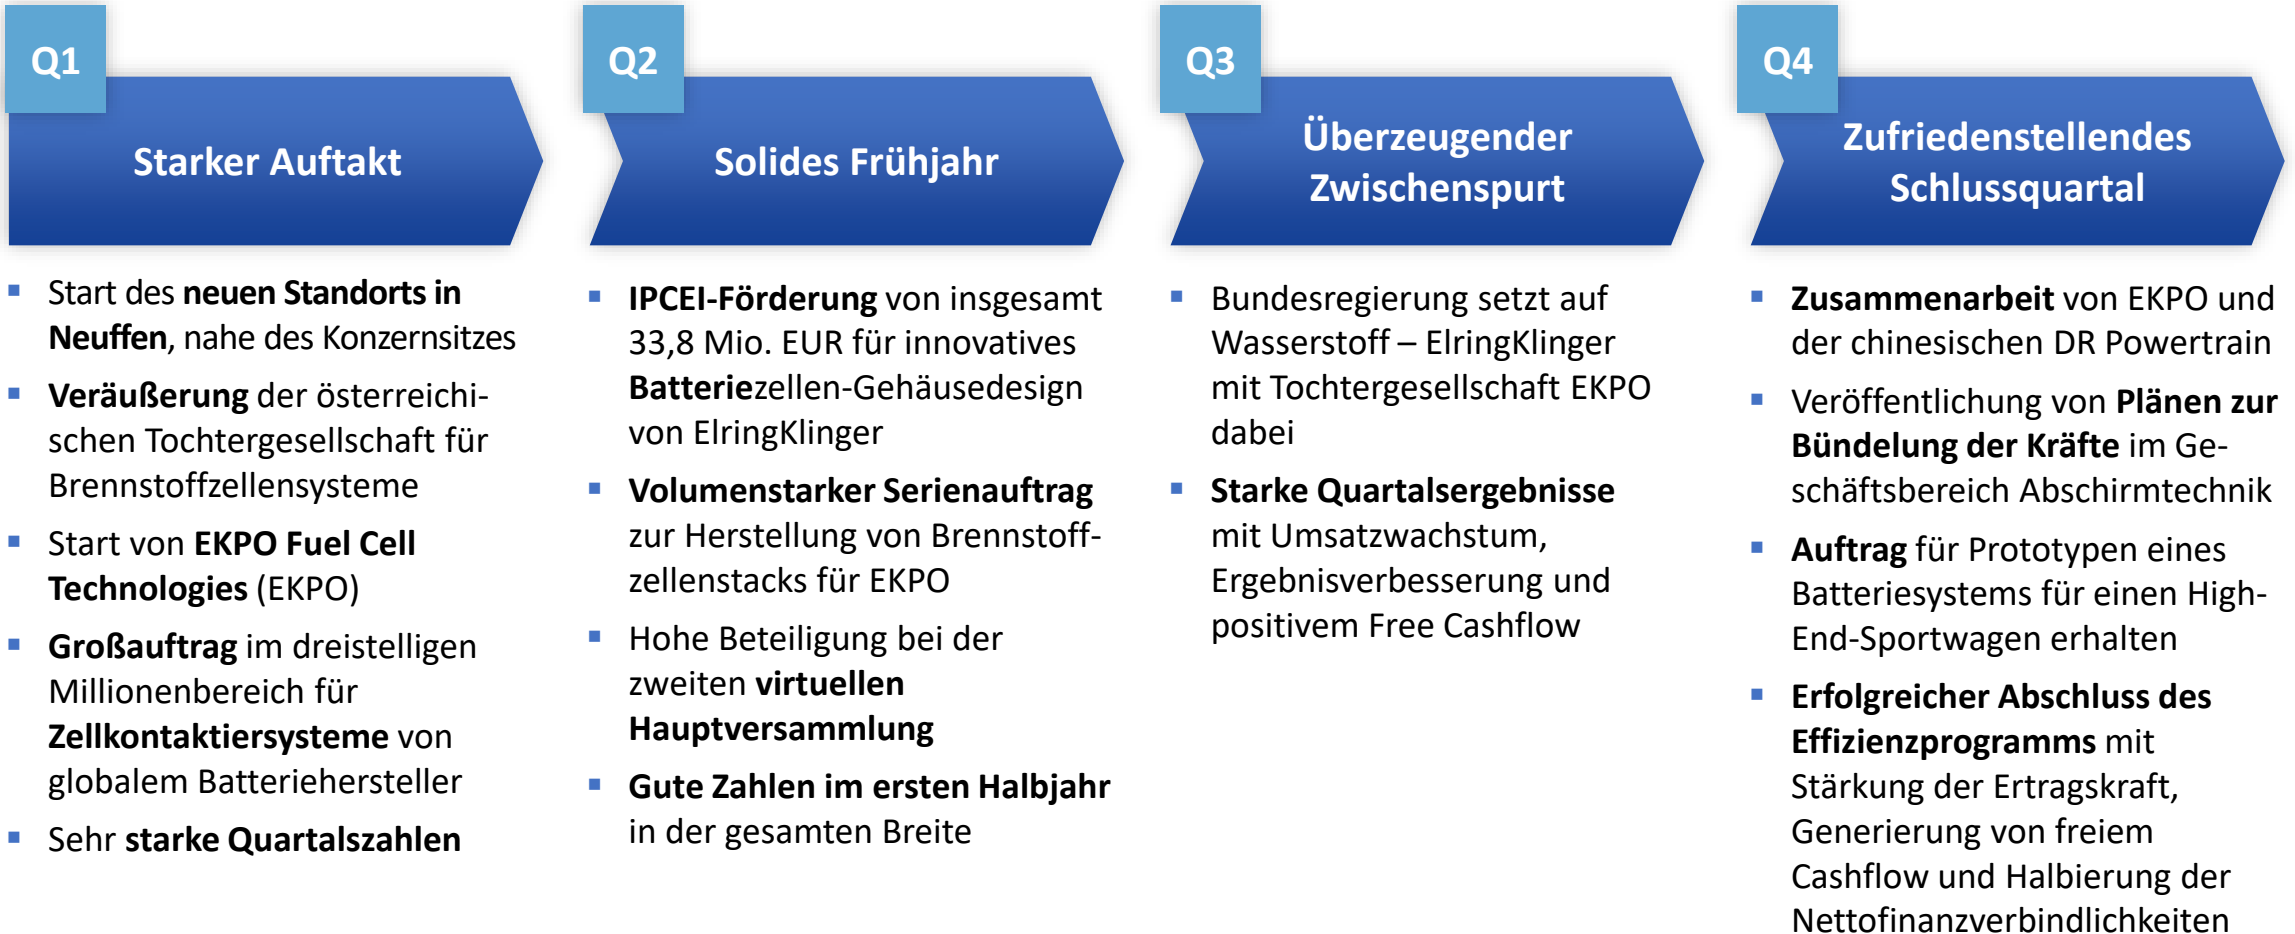 Q1
Starker Auftakt
Start des neuen Standorts in
Neuffen, nahe des Konzernsitzes
Veräußerung der österreichi-
schen Tochtergesellschaft für
Brennstoffzellensysteme
Start von EKPO Fuel Cell
Technologies (EKPO)
Großauftrag im dreistelligen
Millionenbereich für
Zellkontaktiersysteme von
globalem Batteriehersteller
Sehr starke Quartalszahlen
Q2
Solides Frühjahr
IPCEI-Förderung von insgesamt
33,8 Mio. EUR für innovatives
Batteriezellen-Gehäusedesign
von ElringKlinger
Volumenstarker Serienauftrag
zur Herstellung von Brennstoff-
zellenstacks für EKPO
Hohe Beteiligung bei der
zweiten virtuellen
Hauptversammlung
Gute Zahlen im ersten Halbjahr
in der gesamten Breite
Q3
Überzeugender
Zwischenspurt
Bundesregierung setzt auf
Wasserstoff – ElringKlinger
mit Tochtergesellschaft EKPO
dabei
Starke Quartalsergebnisse
mit Umsatzwachstum,
Ergebnisverbesserung und
positivem Free Cashflow
Q4
Zufriedenstellendes
Schlussquartal
Zusammenarbeit von EKPO und
der chinesischen DR Powertrain
Veröffentlichung von Plänen zur
Bündelung der Kräfte im Ge-
schäftsbereich Abschirmtechnik
Auftrag für Prototypen eines
Batteriesystems für einen High-
End-Sportwagen erhalten
Erfolgreicher Abschluss des
Effizienzprogramms mit
Stärkung der Ertragskraft,
Generierung von freiem
Cashflow und Halbierung der
Nettofinanzverbindlichkeiten